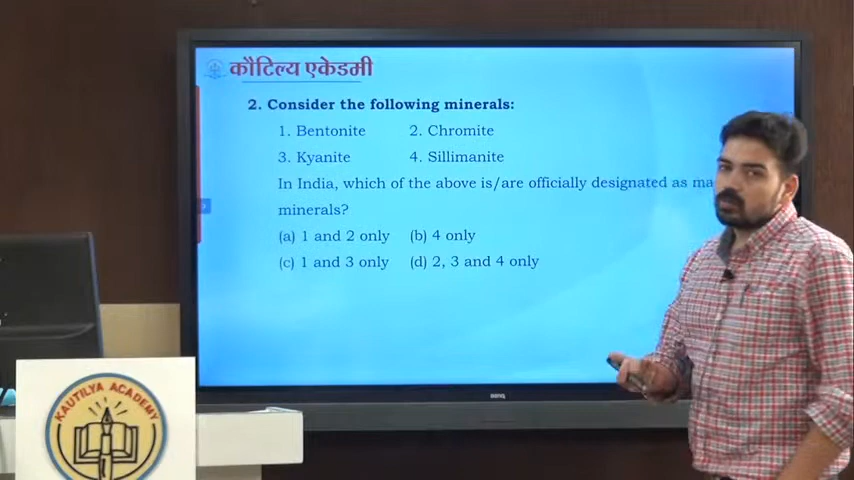 कौटिल्य एकेडमी
2. Consider the following minerals:
1. Bentonite 2. Chromite
3. Kyanite 4. Sillimanite
In India, which of the above is/are officially designated as ma
minerals?
(a) 1 and 2 only (b) 4 only
(c) 1 and 3 only (d) 2, 3 and 4 only
BenQ
KAUTILYA ACADEMY